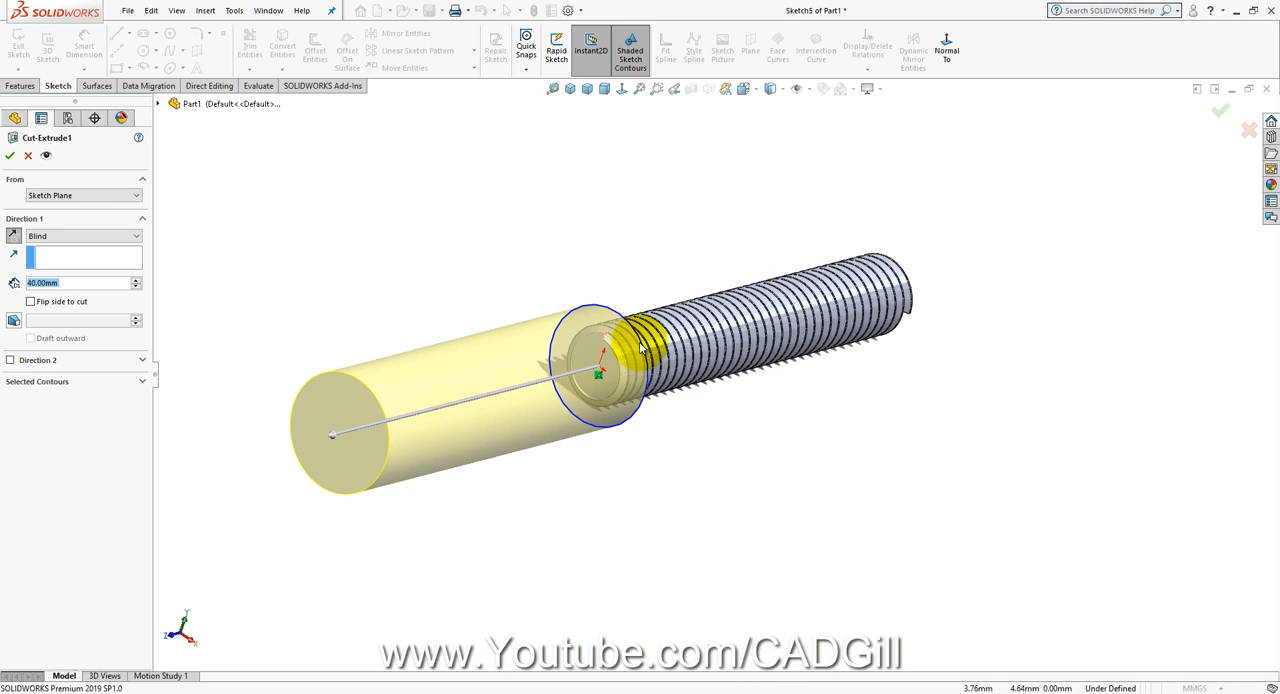 SOLIDWORKS File Edit View Insert Tools Window Help Sketch5 of Part1 * Search SOLIDWORKS Help
Exit Sketch 3D Sketch Smart Dimension Trim Entities Convert Entities Offset Entities Offset On Surface Mirror Entities Linear Sketch Pattern Move Entities Display/Delete Relations Repair Sketch Quick Snaps Rapid Sketch Instant2D Shaded Sketch Contours Fit Spline Style Spline Sketch Picture Plane Face Curves Intersection Curve Dynamic Mirror Entities Normal To
Features Sketch Surfaces Data Migration Direct Editing Evaluate SOLIDWORKS Add-Ins
Part1 (Default<<Default>...
Cut-Extrude1
From
Sketch Plane
Direction 1
Blind
40.00mm
Flip side to cut
Draft outward
Direction 2
Selected Contours
Y
Z
X
www.Youtube.com/CADGill
Model 3D Views Motion Study 1
SOLIDWORKS Premium 2019 SP1.0 3.76mm 4.64mm 0.00mm Under Defined MMGS